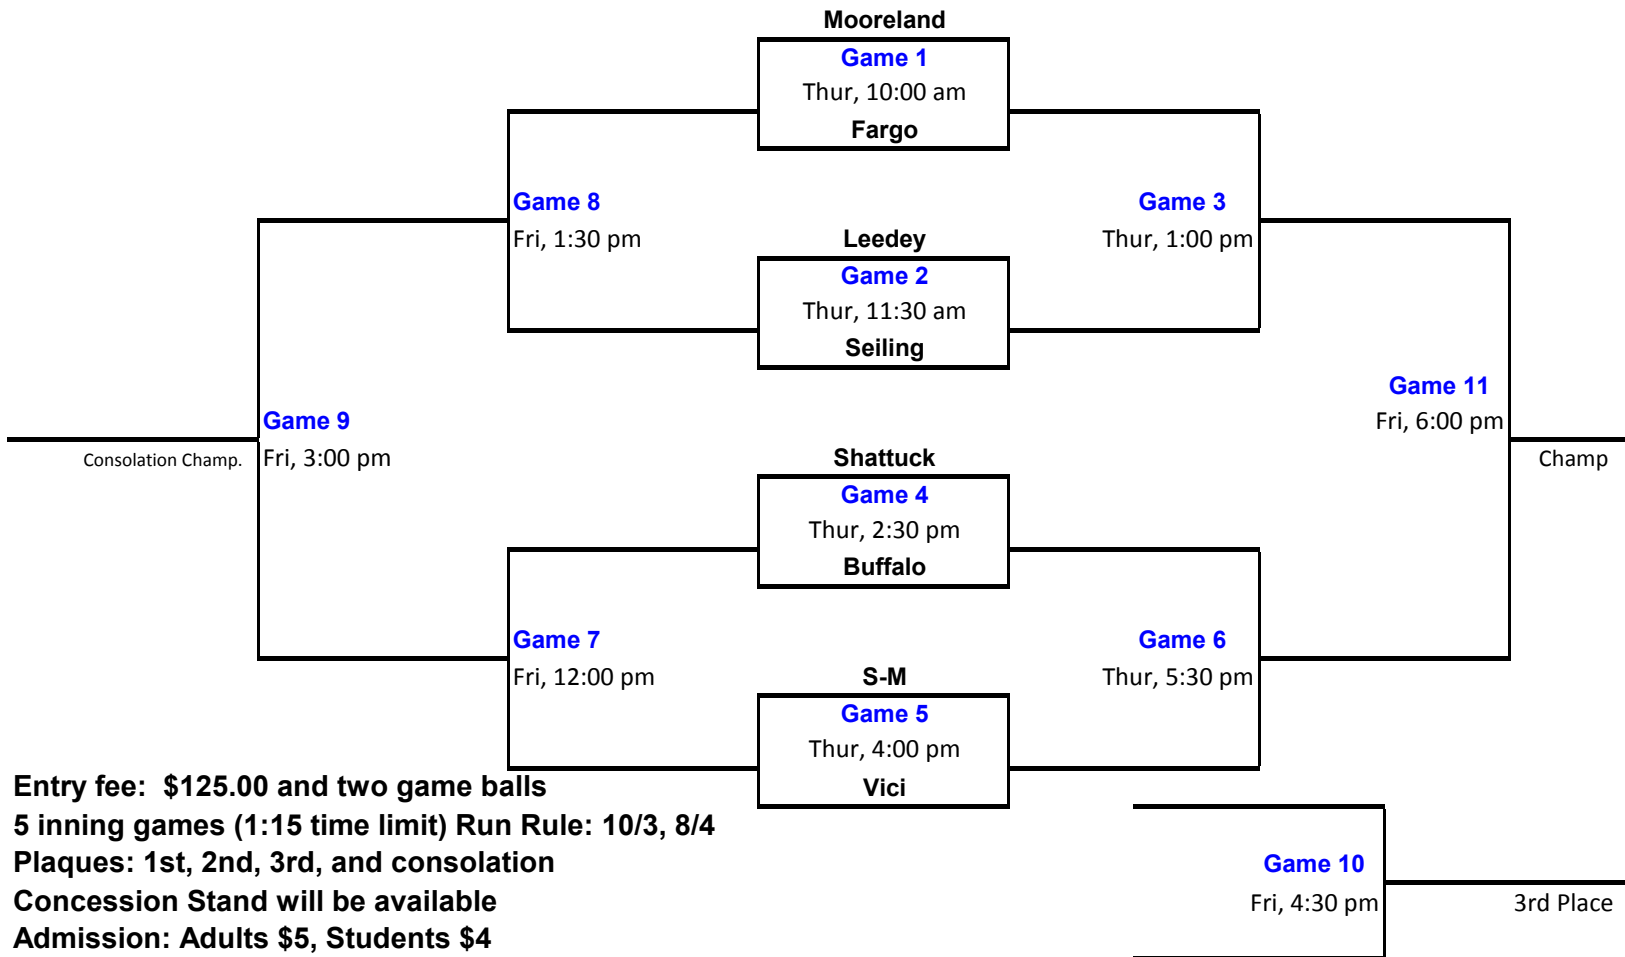 Mooreland
Game 1
Thur, 10:00 am
Fargo
Game 8
Fri, 1:30 pm
Game 3
Thur, 1:00 pm
Leedey
Game 2
Thur, 11:30 am
Seiling
Game 11
Fri, 6:00 pm
Champ
Game 9
Fri, 3:00 pm
Consolation Champ.
Shattuck
Game 4
Thur, 2:30 pm
Buffalo
Game 7
Fri, 12:00 pm
Game 6
Thur, 5:30 pm
S-M
Game 5
Thur, 4:00 pm
Vici
Entry fee:  $125.00 and two game balls
5 inning games (1:15 time limit) Run Rule: 10/3, 8/4
Plaques: 1st, 2nd, 3rd, and consolation
Concession Stand will be available
Admission: Adults $5, Students $4
Game 10
Fri, 4:30 pm
3rd Place